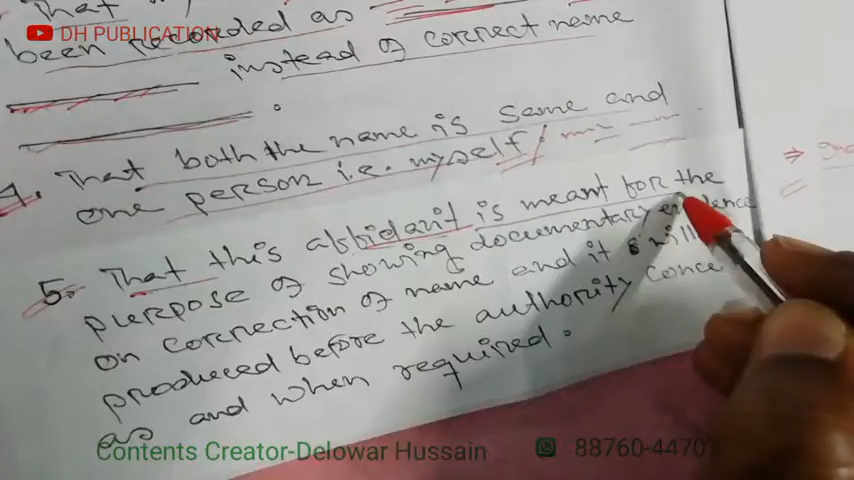 That
DH PUBLICATION
been recorded as
instead of correct name
4. That both the name is same and
one person i.e. myself/
5. That this affidavit is meant for the
purpose of showing documentary
on correction of name and it will
produced before the authority/ conce
as and when required.
Contents Creator-Delowar Hussain
88760-4470